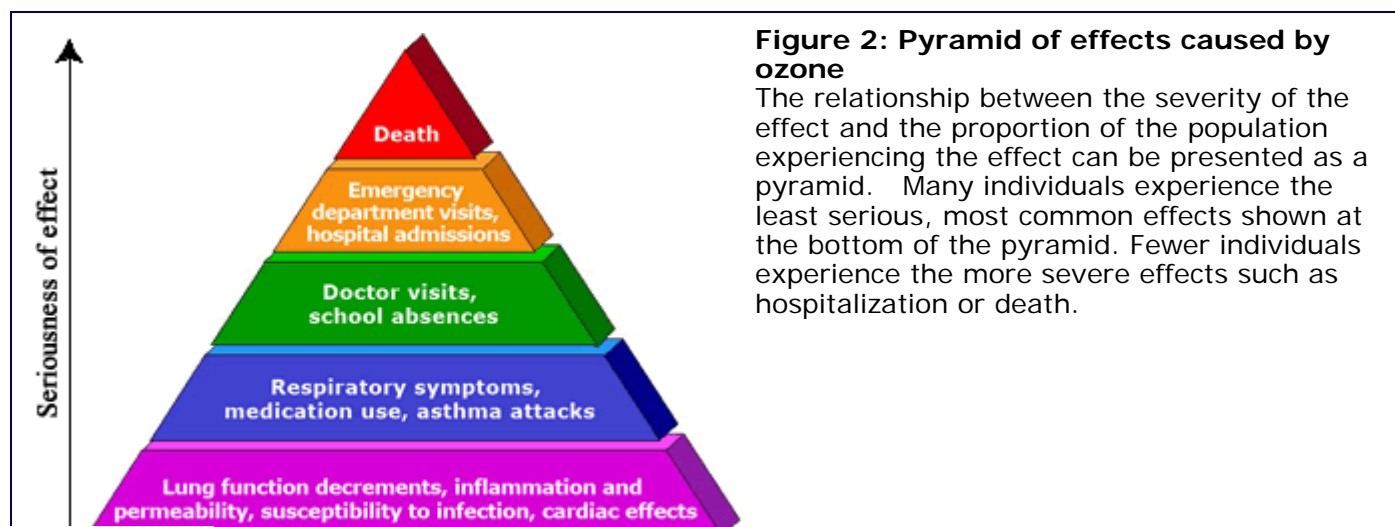 Seriousness of effect
Death
Emergency
department visits,
hospital admissions
Doctor visits,
school absences
Respiratory symptoms,
medication use, asthma attacks
Lung function decrements, inflammation and
permeability, susceptibility to infection, cardiac effects
Figure 2: Pyramid of effects caused by
ozone
The relationship between the severity of the
effect and the proportion of the population
experiencing the effect can be presented as a
pyramid.   Many individuals experience the
least serious, most common effects shown at
the bottom of the pyramid. Fewer individuals
experience the more severe effects such as
hospitalization or death.